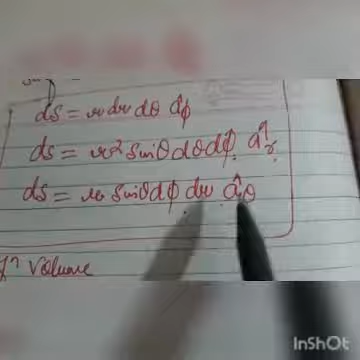 ds = r dr dθ âϕ
ds = r² sinθ dθ dϕ âr
ds = r sinθ dϕ dr âθ
Volume
InShOt